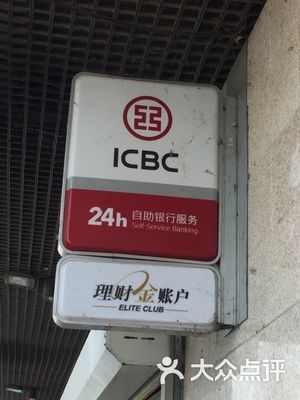 ICBC
24h 自助银行服务
Self-Service Banking
理财金账户
ELITE CLUB
大众点评